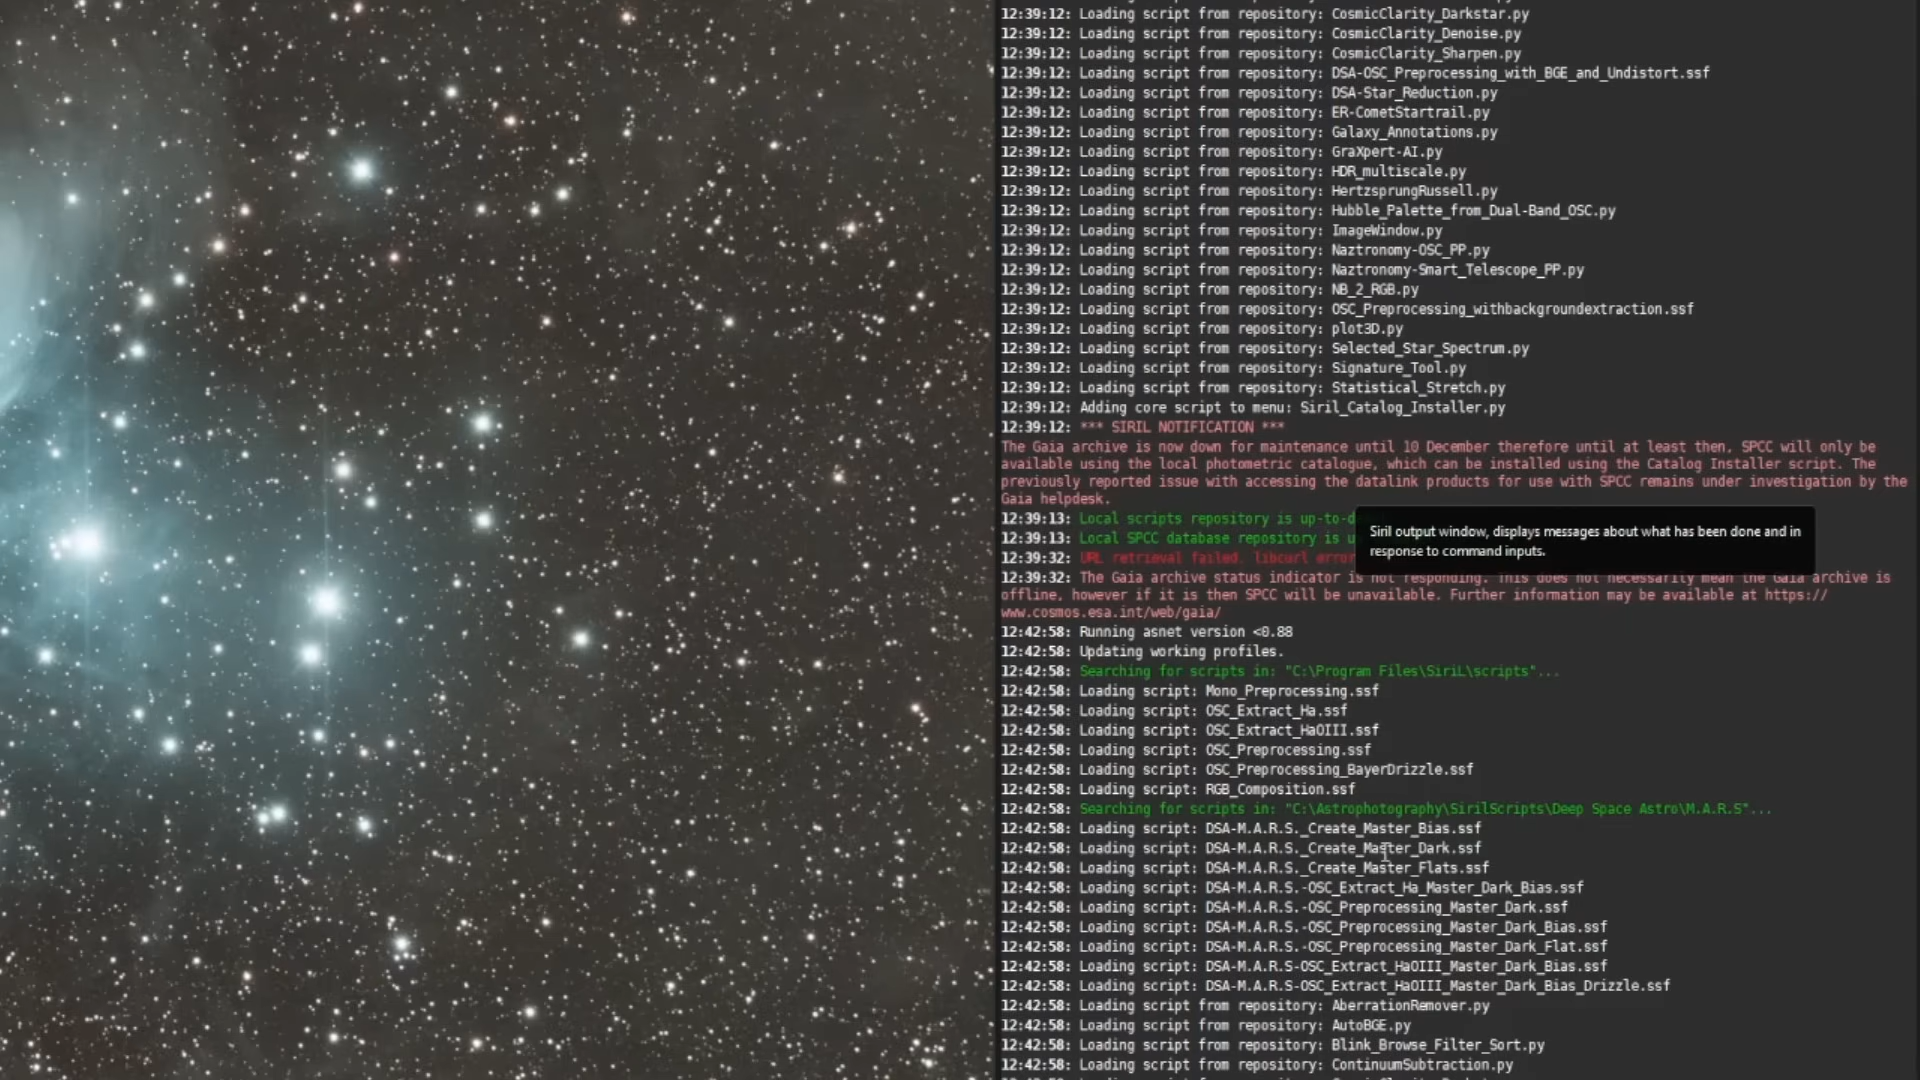 12:39:12: Loading script from repository: CosmicClarity_Darkstar.py
12:39:12: Loading script from repository: CosmicClarity_Denoise.py
12:39:12: Loading script from repository: CosmicClarity_Sharpen.py
12:39:12: Loading script from repository: DSA-OSC_Preprocessing_with_BGE_and_Undistort.ssf
12:39:12: Loading script from repository: DSA-Star_Reduction.py
12:39:12: Loading script from repository: ER-CometStartrail.py
12:39:12: Loading script from repository: Galaxy_Annotations.py
12:39:12: Loading script from repository: GraXpert-AI.py
12:39:12: Loading script from repository: HDR_multiscale.py
12:39:12: Loading script from repository: HertzsprungRussell.py
12:39:12: Loading script from repository: Hubble_Palette_from_Dual-Band_OSC.py
12:39:12: Loading script from repository: ImageWindow.py
12:39:12: Loading script from repository: Naztronomy-OSC_PP.py
12:39:12: Loading script from repository: Naztronomy-Smart_Telescope_PP.py
12:39:12: Loading script from repository: NB_2_RGB.py
12:39:12: Loading script from repository: OSC_Preprocessing_withbackgroundextraction.ssf
12:39:12: Loading script from repository: plot3D.py
12:39:12: Loading script from repository: Selected_Star_Spectrum.py
12:39:12: Loading script from repository: Signature_Tool.py
12:39:12: Loading script from repository: Statistical_Stretch.py
12:39:12: Adding core script to menu: Siril_Catalog_Installer.py
12:39:12: *** SIRIL NOTIFICATION ***
The Gaia archive is now down for maintenance until 10 December therefore until at least then, SPCC will only be
available using the local photometric catalogue, which can be installed using the Catalog Installer script. The
previously reported issue with accessing the datalink products for use with SPCC remains under investigation by the
Gaia helpdesk.
12:39:13: Local scripts repository is up-to-d
12:39:13: Local SPCC database repository is u
12:39:32: URL retrieval failed. libcurl error
Siril output window, displays messages about what has been done and in
response to command inputs.
12:39:32: The Gaia archive status indicator is not responding. This does not necessarily mean the Gaia archive is
offline, however if it is then SPCC will be unavailable. Further information may be available at https://
www.cosmos.esa.int/web/gaia/
12:42:58: Running asnet version <0.88
12:42:58: Updating working profiles.
12:42:58: Searching for scripts in: "C:\Program Files\SiriL\scripts"...
12:42:58: Loading script: Mono_Preprocessing.ssf
12:42:58: Loading script: OSC_Extract_Ha.ssf
12:42:58: Loading script: OSC_Extract_HaOIII.ssf
12:42:58: Loading script: OSC_Preprocessing.ssf
12:42:58: Loading script: OSC_Preprocessing_BayerDrizzle.ssf
12:42:58: Loading script: RGB_Composition.ssf
12:42:58: Searching for scripts in: "C:\Astrophotography\SirilScripts\Deep Space Astro\M.A.R.S"...
12:42:58: Loading script: DSA-M.A.R.S._Create_Master_Bias.ssf
12:42:58: Loading script: DSA-M.A.R.S._Create_Master_Dark.ssf
12:42:58: Loading script: DSA-M.A.R.S._Create_Master_Flats.ssf
12:42:58: Loading script: DSA-M.A.R.S.-OSC_Extract_Ha_Master_Dark_Bias.ssf
12:42:58: Loading script: DSA-M.A.R.S.-OSC_Preprocessing_Master_Dark.ssf
12:42:58: Loading script: DSA-M.A.R.S.-OSC_Preprocessing_Master_Dark_Bias.ssf
12:42:58: Loading script: DSA-M.A.R.S.-OSC_Preprocessing_Master_Dark_Flat.ssf
12:42:58: Loading script: DSA-M.A.R.S-OSC_Extract_HaOIII_Master_Dark_Bias.ssf
12:42:58: Loading script: DSA-M.A.R.S-OSC_Extract_HaOIII_Master_Dark_Bias_Drizzle.ssf
12:42:58: Loading script from repository: AberrationRemover.py
12:42:58: Loading script from repository: AutoBGE.py
12:42:58: Loading script from repository: Blink_Browse_Filter_Sort.py
12:42:58: Loading script from repository: ContinuumSubtraction.py